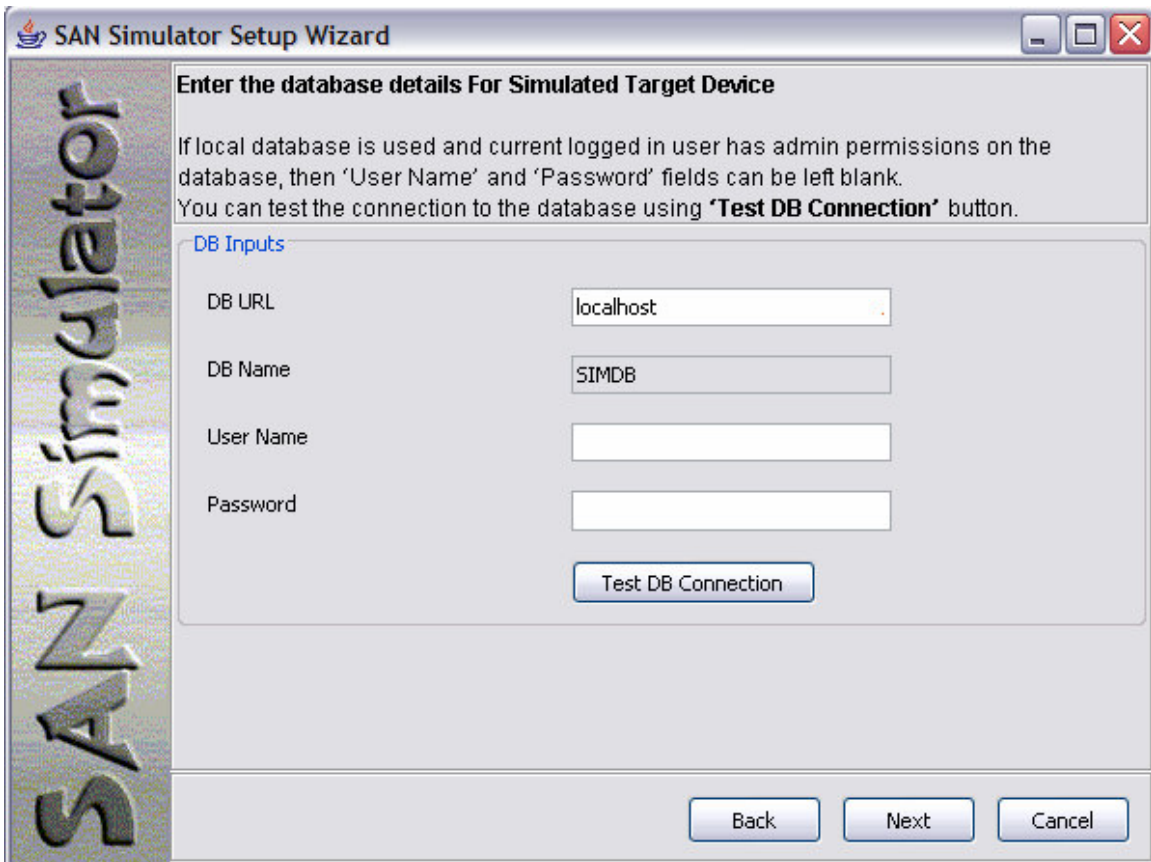 SAN Simulator Setup Wizard
SAN Simulator
Enter the database details For Simulated Target Device
If local database is used and current logged in user has admin permissions on the
database, then ‘User Name’ and ‘Password’ fields can be left blank.
You can test the connection to the database using ‘Test DB Connection’ button.
DB Inputs
DB URL
localhost
DB Name
SIMDB
User Name
Password
Test DB Connection
Back
Next
Cancel